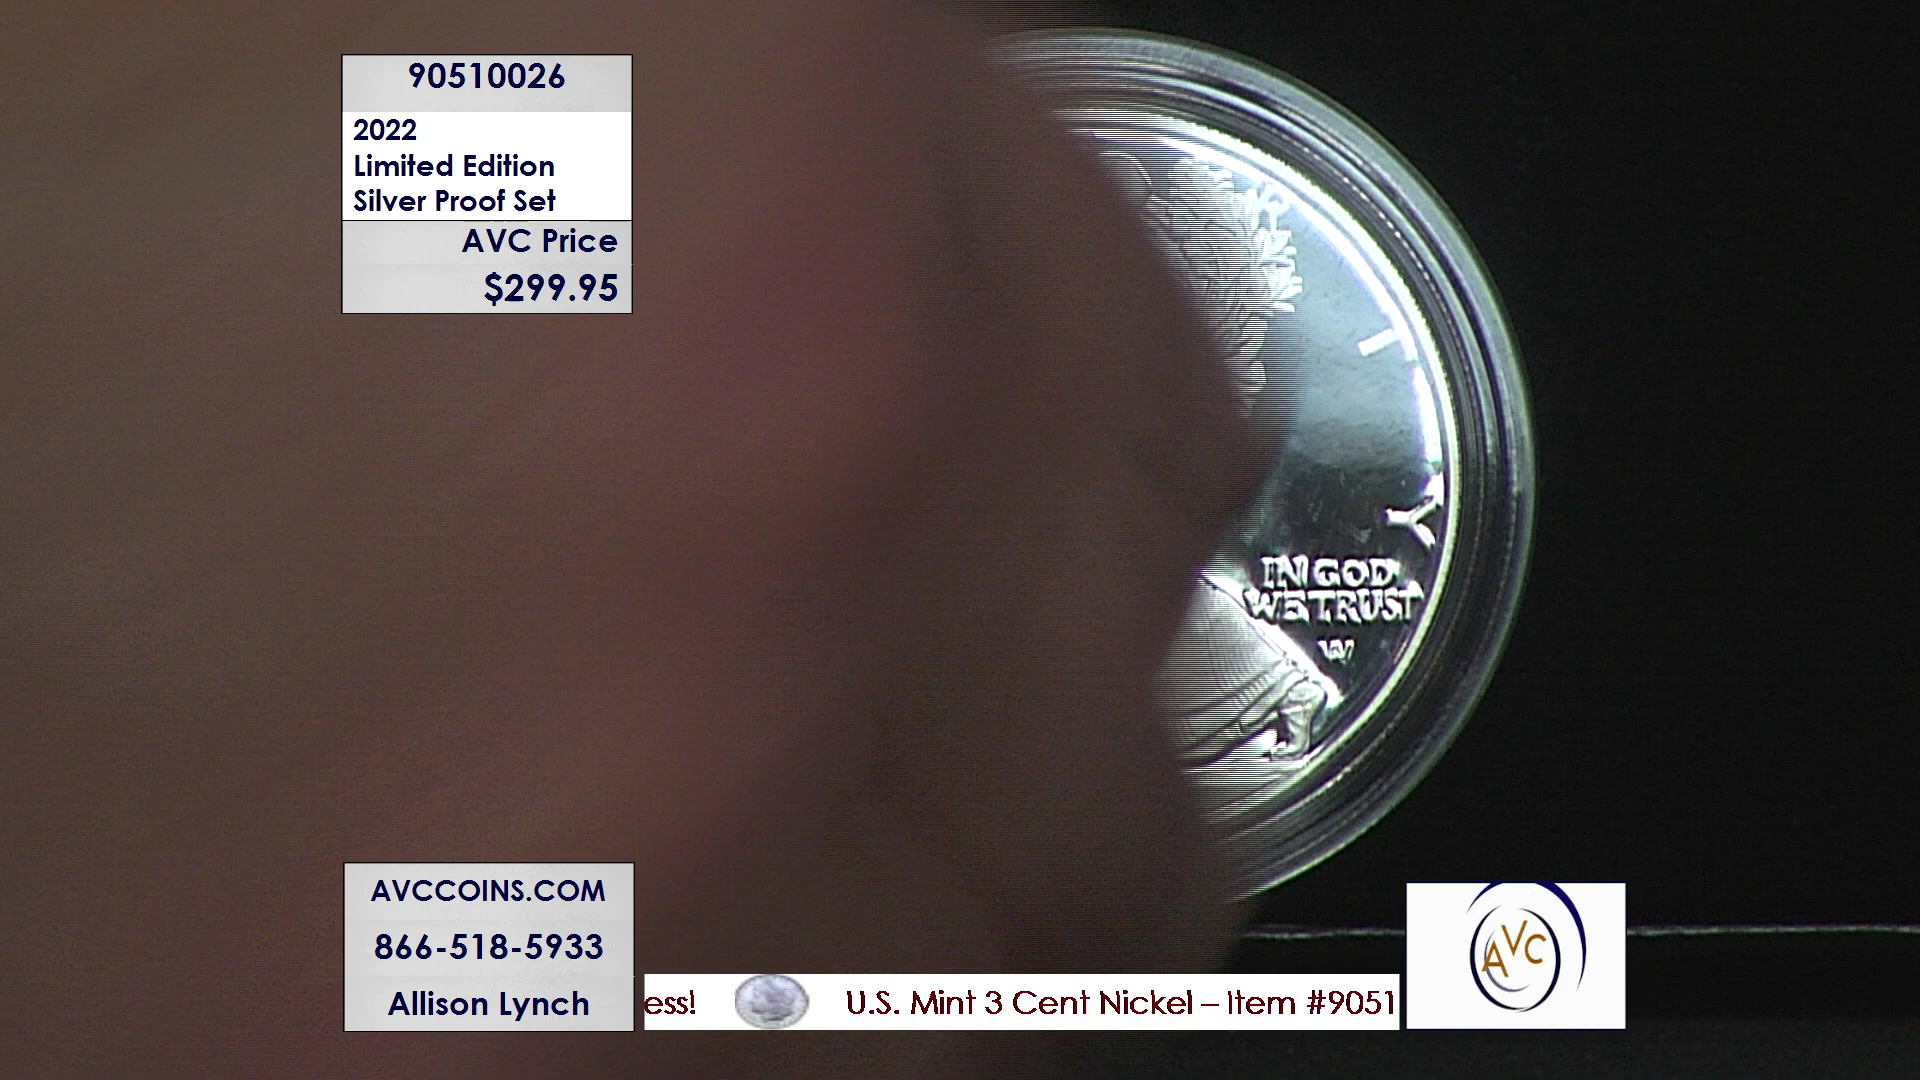 90510026
2022
Limited Edition
Silver Proof Set
AVC Price
$299.95
T
Y
IN GOD
WE TRUST
W
AVCCOINS.COM
866-518-5933
Allison Lynch
ess!
U.S. Mint 3 Cent Nickel – Item #9051
AVC